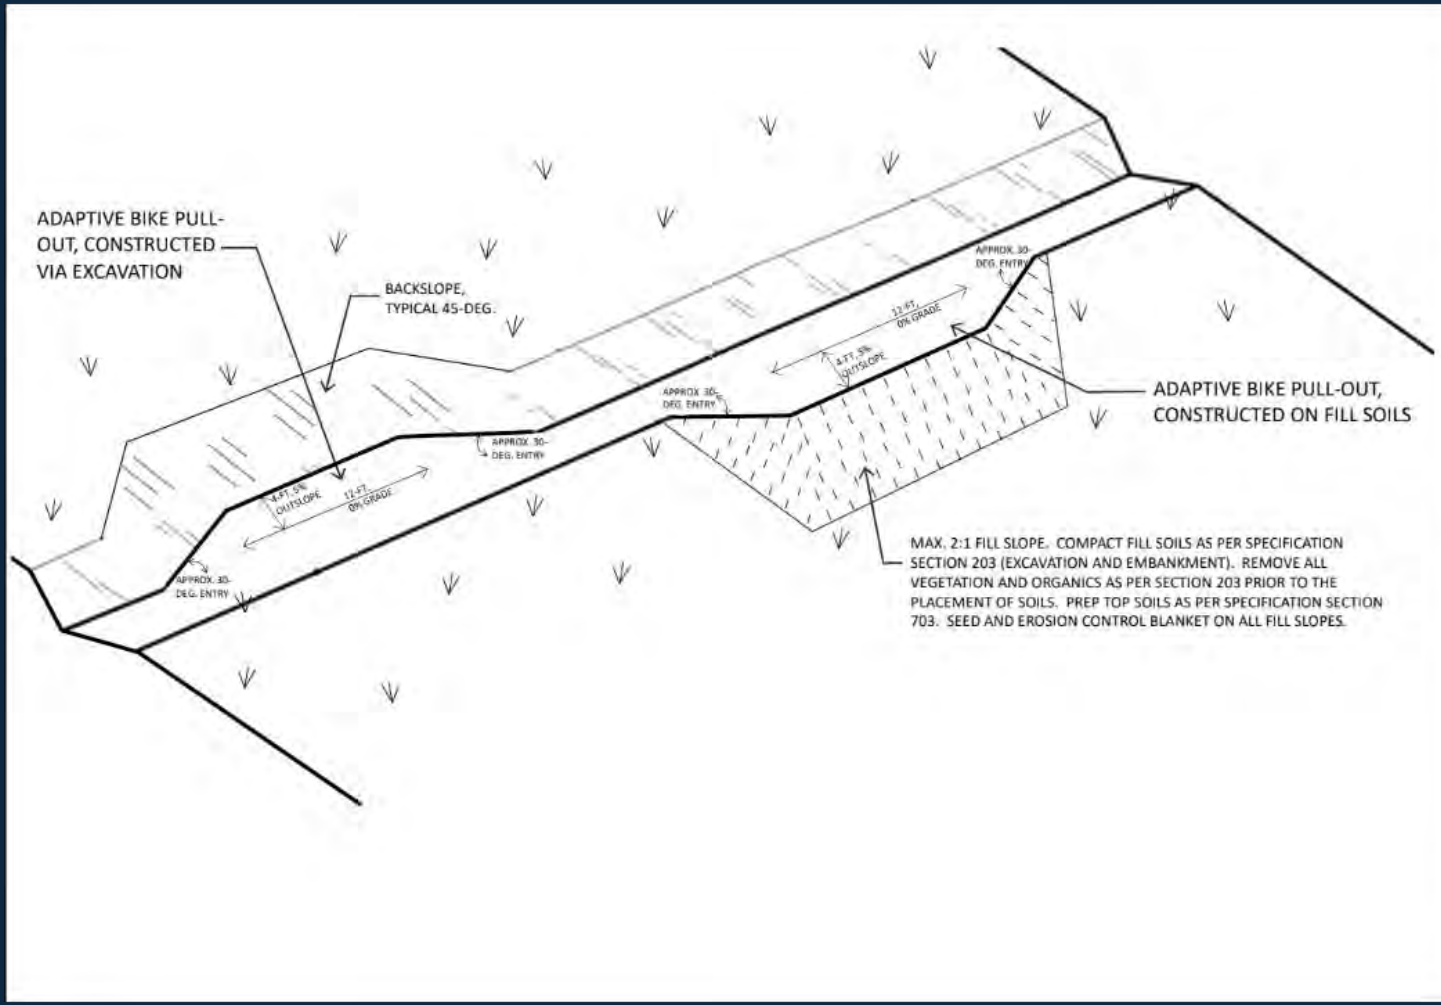 ADAPTIVE BIKE PULL-
OUT, CONSTRUCTED
VIA EXCAVATION
BACKSLOPE,
TYPICAL 45-DEG.
APPROX. 30-
DEG. ENTRY
12-FT,
0% GRADE
4-FT, 5%
OUTSLOPE
APPROX. 30-
DEG. ENTRY
ADAPTIVE BIKE PULL-OUT,
CONSTRUCTED ON FILL SOILS
APPROX. 30-
DEG. ENTRY
4-FT, 5%
OUTSLOPE
12-FT,
0% GRADE
APPROX. 30-
DEG. ENTRY
MAX. 2:1 FILL SLOPE. COMPACT FILL SOILS AS PER SPECIFICATION
SECTION 203 (EXCAVATION AND EMBANKMENT). REMOVE ALL
VEGETATION AND ORGANICS AS PER SECTION 203 PRIOR TO THE
PLACEMENT OF SOILS. PREP TOP SOILS AS PER SPECIFICATION SECTION
703. SEED AND EROSION CONTROL BLANKET ON ALL FILL SLOPES.